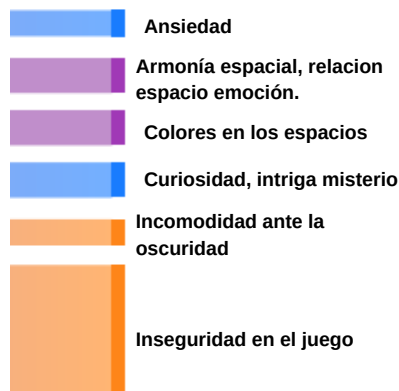 Ansiedad
Armonía espacial, relacion
espacio emoción.
Colores en los espacios
Curiosidad, intriga misterio
Incomodidad ante la
oscuridad
Inseguridad en el juego